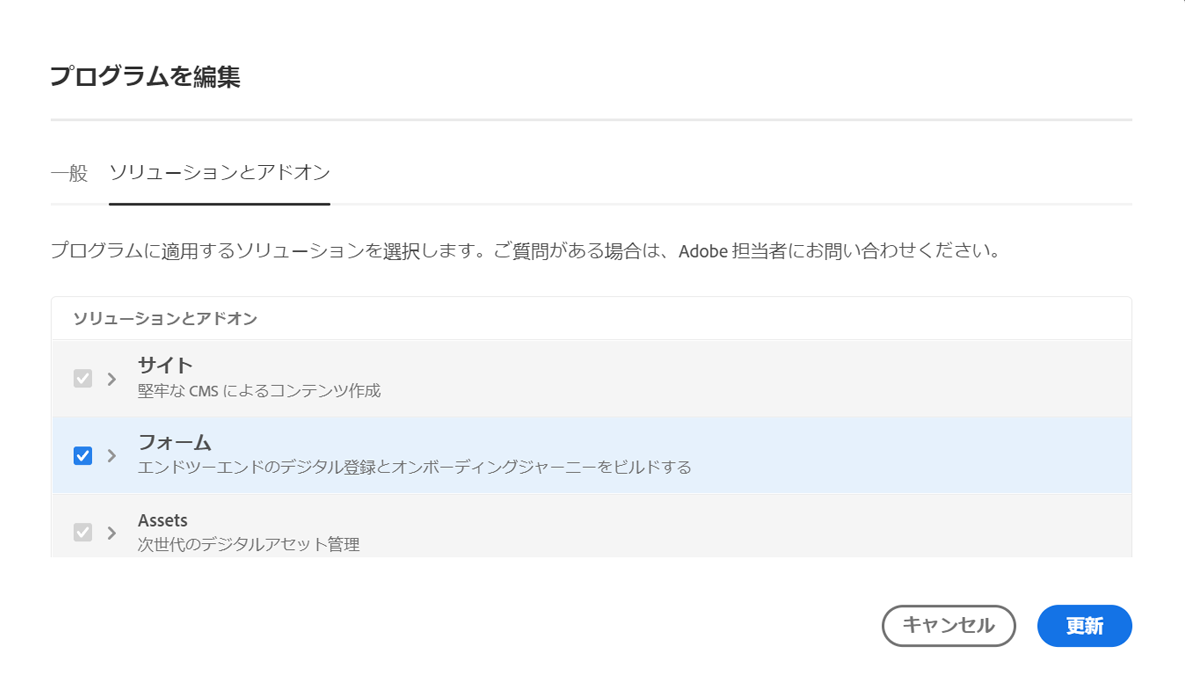 プログラムを編集
一般 ソリューションとアドオン
プログラムに適用するソリューションを選択します。ご質問がある場合は、Adobe 担当者にお問い合わせください。
ソリューションとアドオン
サイト
堅牢な CMS によるコンテンツ作成
フォーム
エンドツーエンドのデジタル登録とオンボーディングジャーニーをビルドする
Assets
次世代のデジタルアセット管理
キャンセル 更新